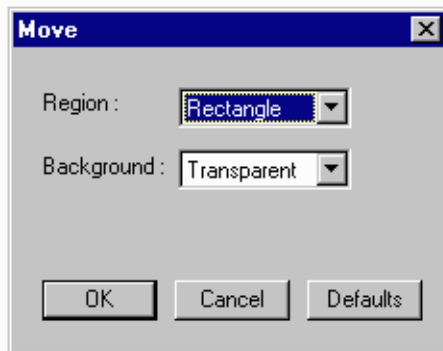 Move
Region : Rectangle
Background : Transparent
OK Cancel Defaults